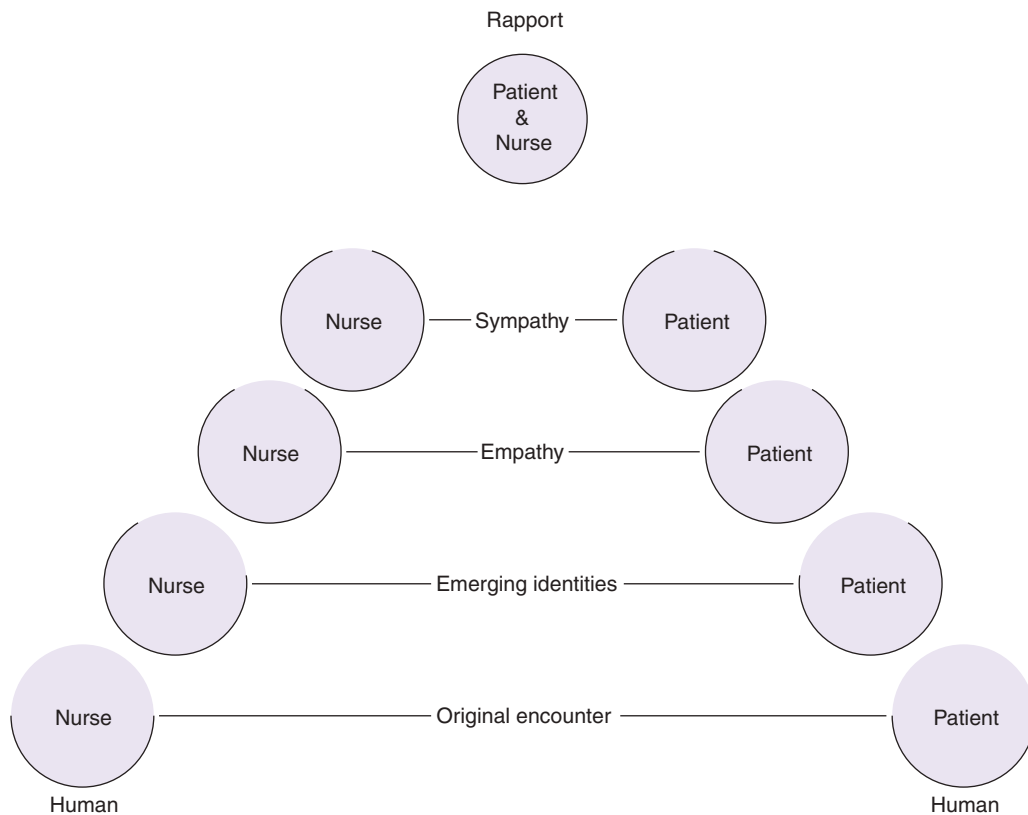 Rapport
Patient
&
Nurse
Nurse Sympathy Patient
Nurse Empathy Patient
Nurse Emerging identities Patient
Nurse Original encounter Patient
Human Human